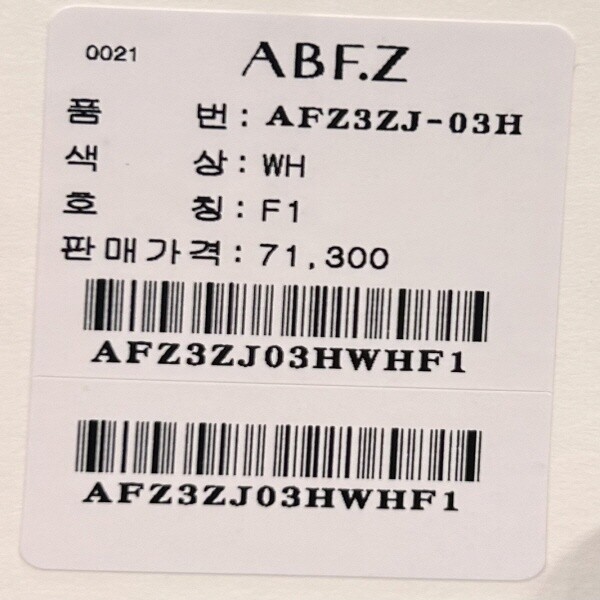 0021 ABF.Z
품 번 : AFZ3ZJ-03H
색 상 : WH
호 칭 : F1
판매가격 : 71,300
AFZ3ZJ03HWHF1
AFZ3ZJ03HWHF1